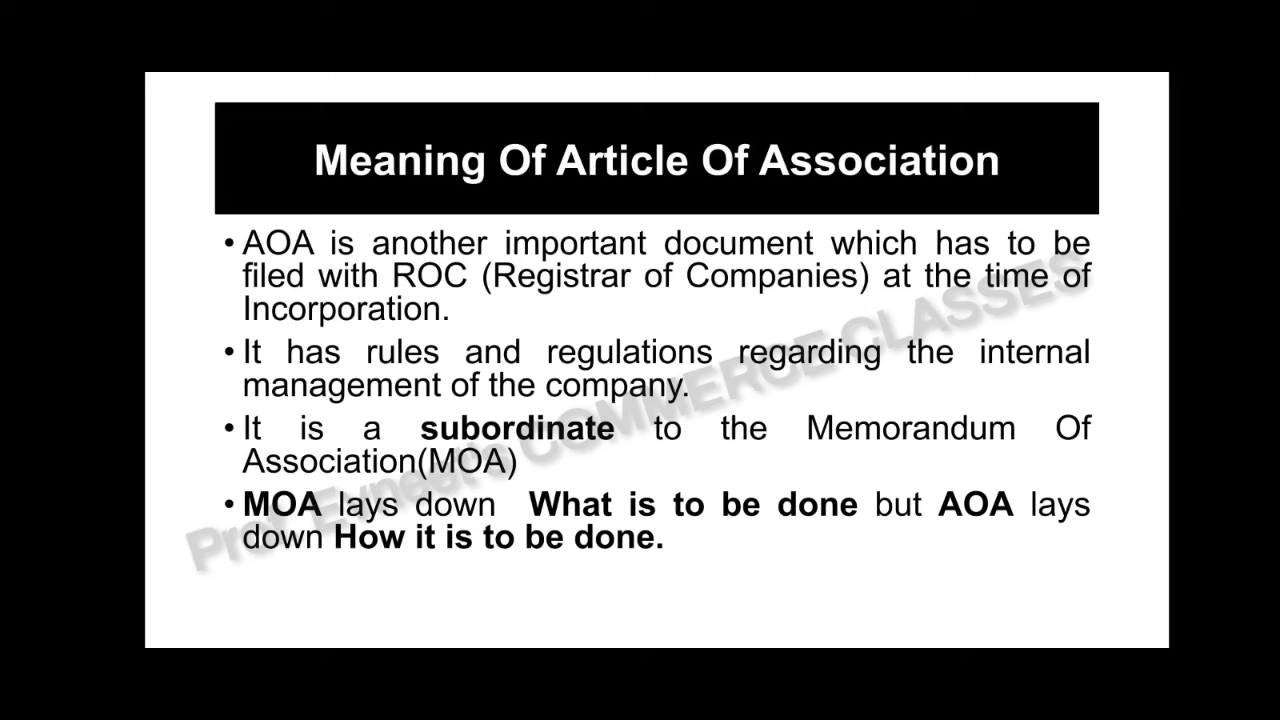 Meaning Of Article Of Association
• AOA is another important document which has to be
filed with ROC (Registrar of Companies) at the time of
Incorporation.
• It has rules and regulations regarding the internal
management of the company.
• It is a subordinate to the Memorandum Of
Association(MOA)
• MOA lays down What is to be done but AOA lays
down How it is to be done.
COMMERCE CLASSES